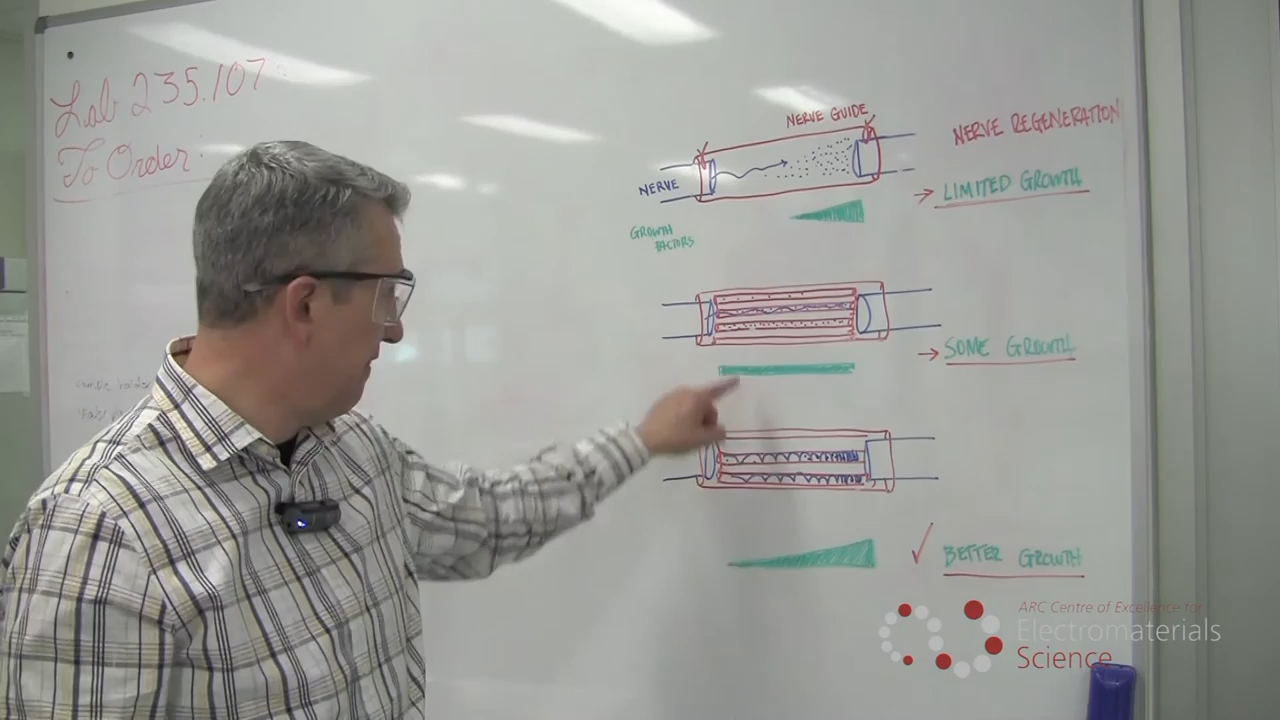 Lab 235.107
To Order:
NERVE GUIDE
NERVE REGENERATION
NERVE
→ LIMITED GROWTH
GROWTH
FACTORS
→ SOME GROWTH
✓ BETTER GROWTH
ARC Centre of Excellence for
Electromaterials
Science